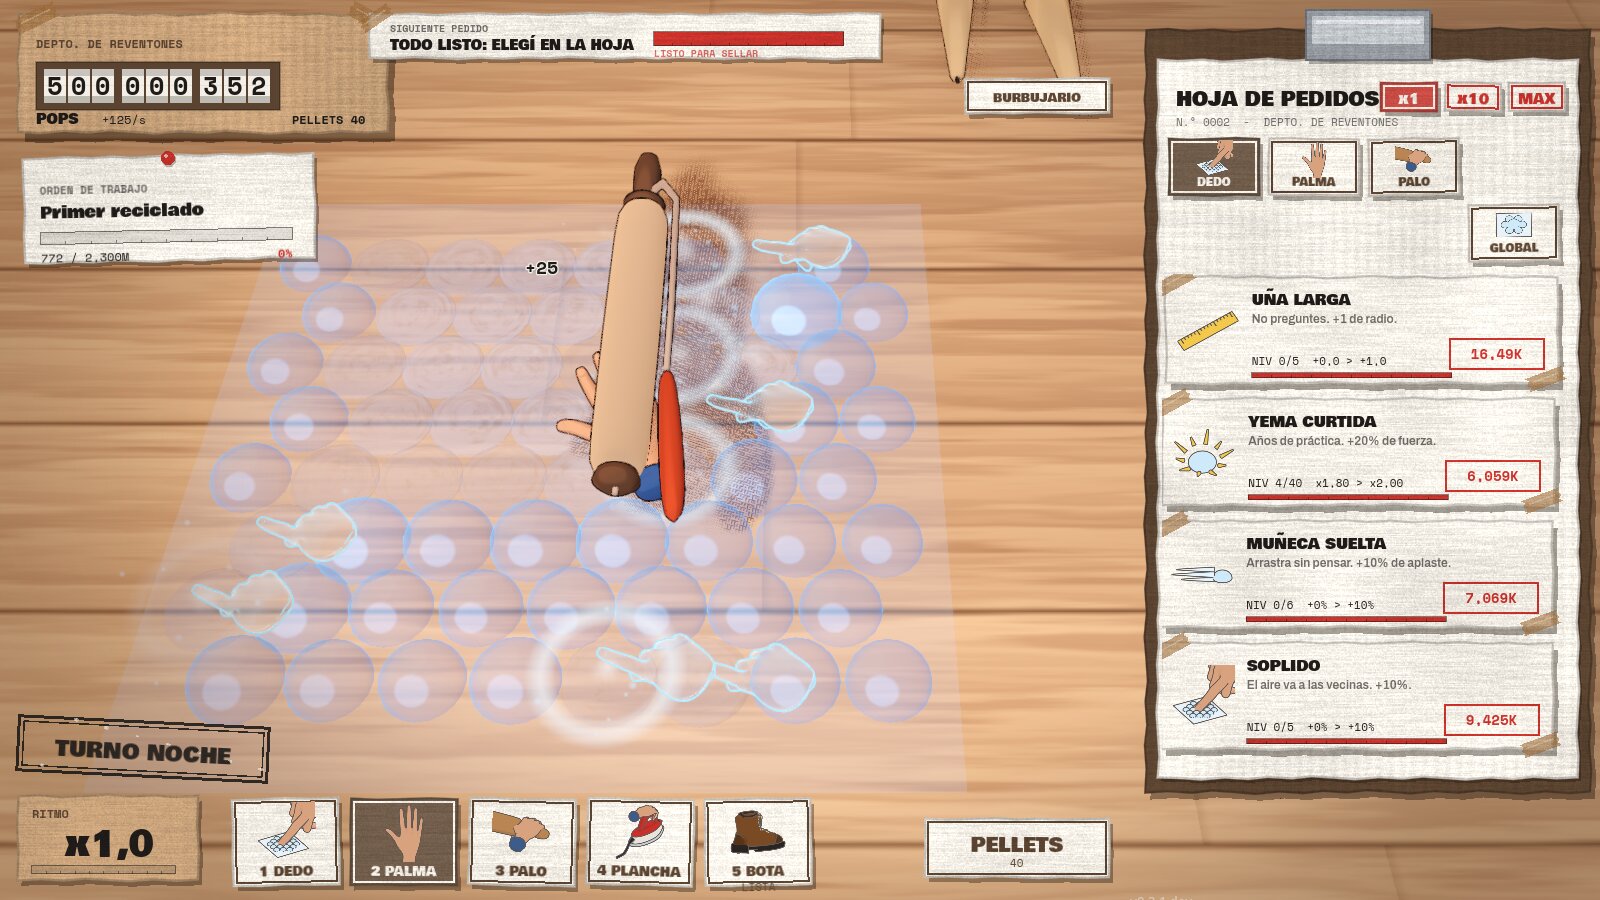 DEPTO. DE REVENTONES
500 000 352
POPS +125/s PELLETS 40
SIGUIENTE PEDIDO
TODO LISTO: ELEGÍ EN LA HOJA
LISTO PARA SELLAR
BURBUJARIO
ORDEN DE TRABAJO
Primer reciclado
772 / 2,300M 0%
+25
HOJA DE PEDIDOS x1 x10 MAX
N.° 0002 - DEPTO. DE REVENTONES
DEDO PALMA PALO
GLOBAL
UÑA LARGA
No preguntes. +1 de radio.
NIV 0/5 +0,0 > +1,0 16,49K
YEMA CURTIDA
Años de práctica. +20% de fuerza.
NIV 4/40 x1,80 > x2,00 6,059K
MUÑECA SUELTA
Arrastra sin pensar. +10% de aplaste.
NIV 0/6 +0% > +10% 7,069K
SOPLIDO
El aire va a las vecinas. +10%.
NIV 0/5 +0% > +10% 9,425K
TURNO NOCHE
RITMO
x1,0
1 DEDO 2 PALMA 3 PALO 4 PLANCHA 5 BOTA
LISTA
PELLETS
40